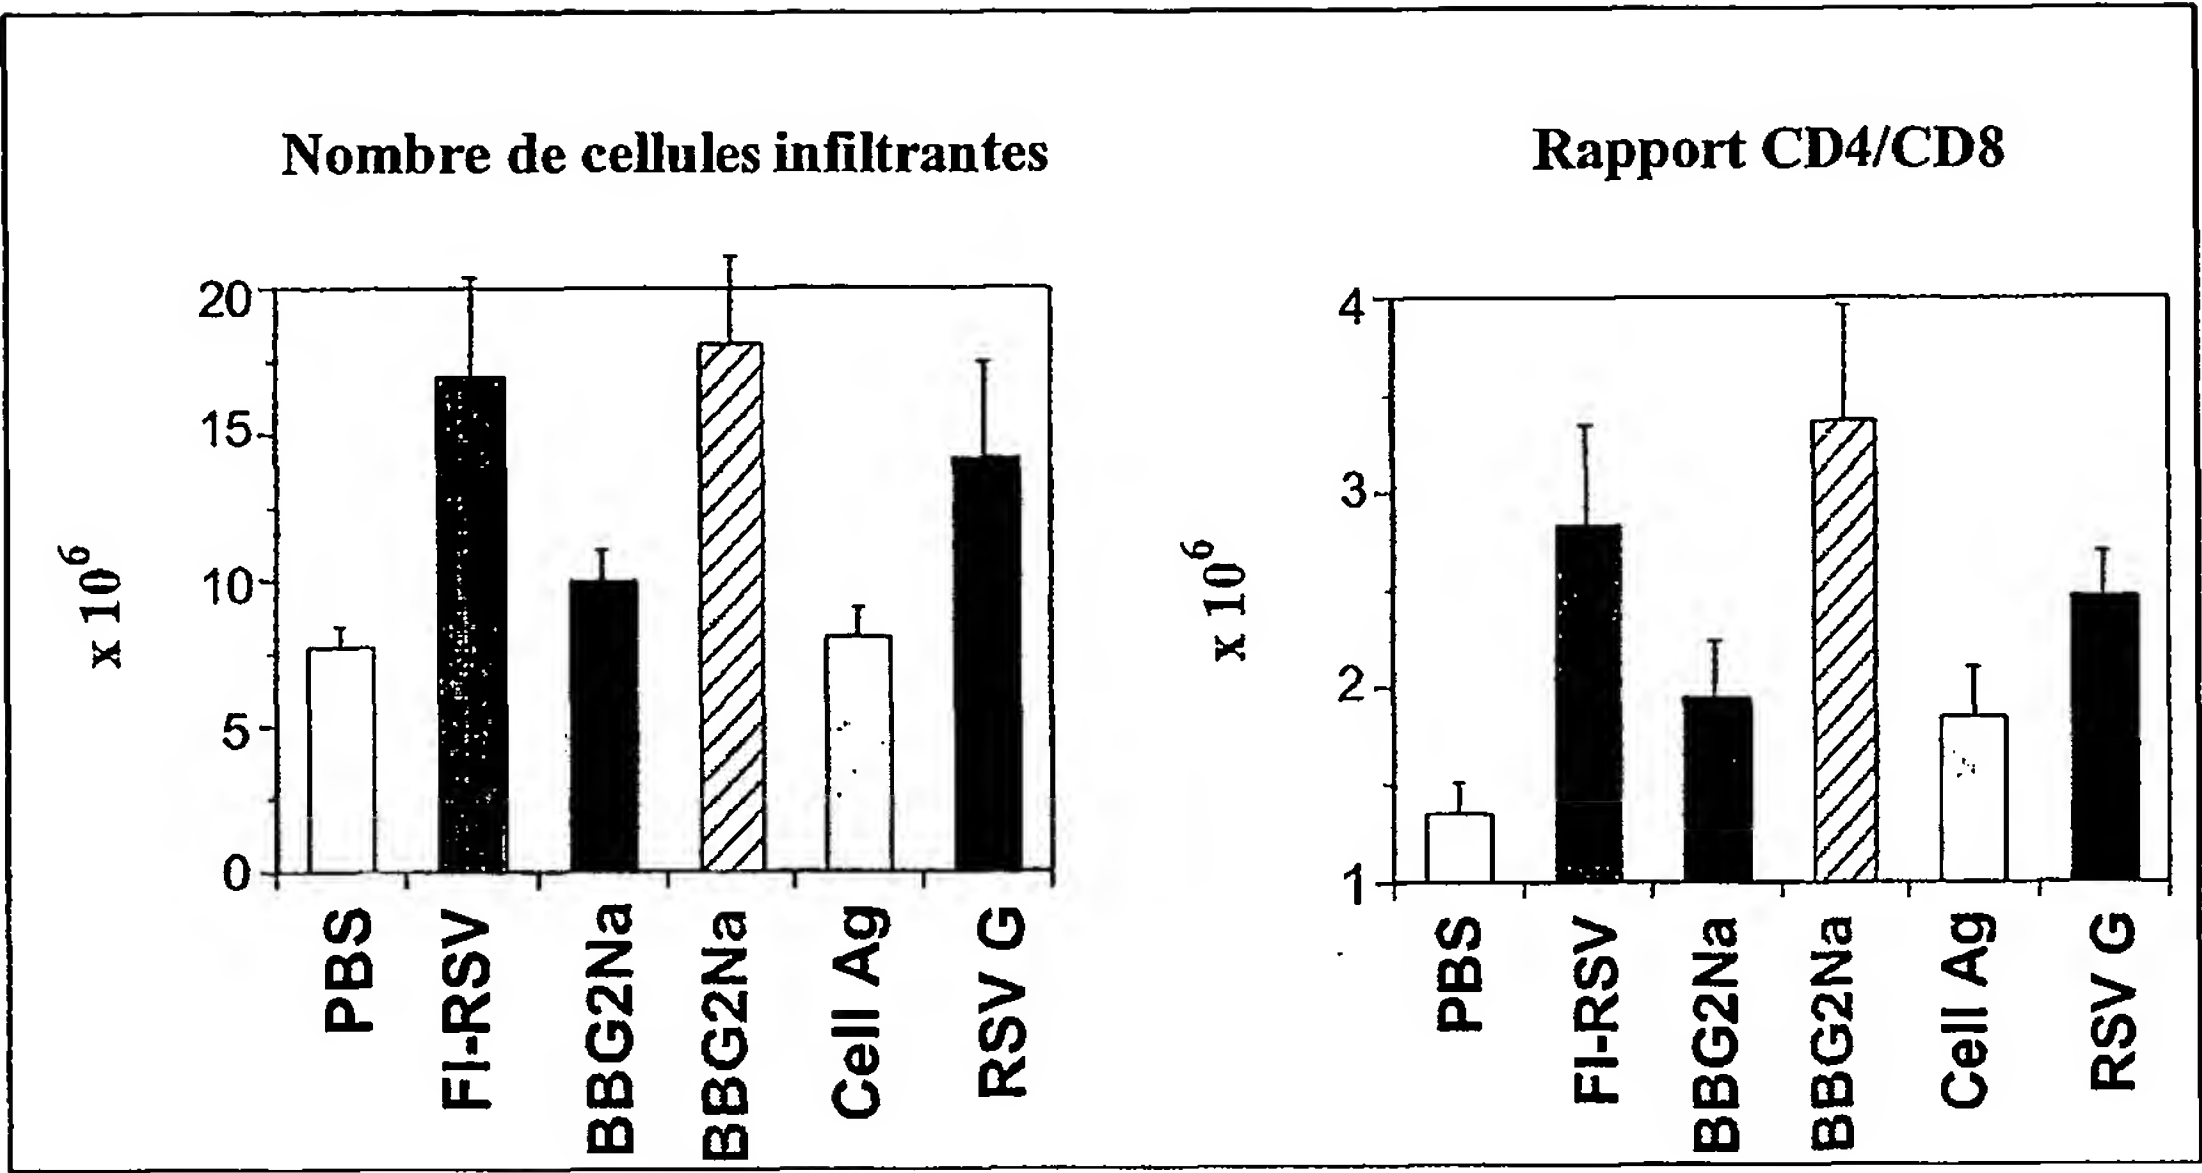 Nombre de cellules infiltrantes
x 10^6
20
15
10
5
0
PBS
FI-RSV
BBG2Na
BBG2Na
Cell Ag
RSV G
Rapport CD4/CD8
x 10^6
4
3
2
1
PBS
FI-RSV
BBG2Na
BBG2Na
Cell Ag
RSV G